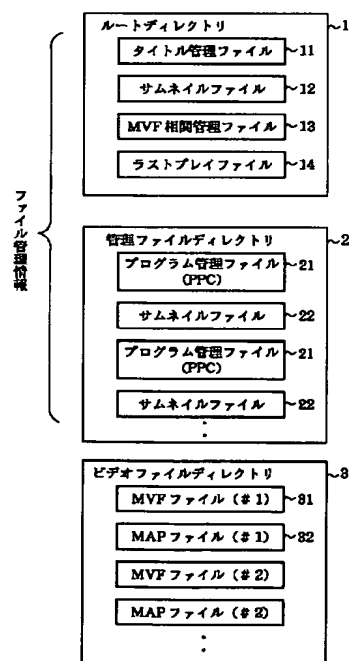 ルートディレクトリ
1
タイトル管理ファイル
11
サムネイルファイル
12
MVF相関管理ファイル
13
ラストプレイファイル
14
ファイル管理情報
管理ファイルディレクトリ
2
プログラム管理ファイル
(PPC)
21
サムネイルファイル
22
プログラム管理ファイル
(PPC)
21
サムネイルファイル
22
ビデオファイルディレクトリ
3
MVFファイル(#1)
31
MAPファイル(#1)
32
MVFファイル(#2)
MAPファイル(#2)